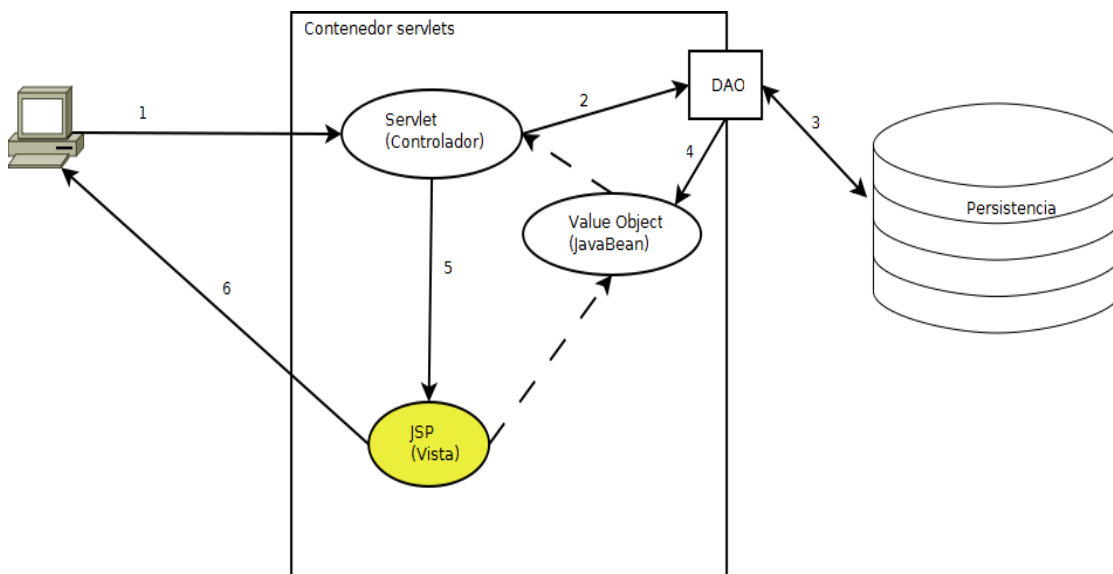 Contenedor servlets
DAO
2
1
Servlet
(Controlador)
3
4
Persistencia
Value Object
(JavaBean)
5
6
JSP
(Vista)